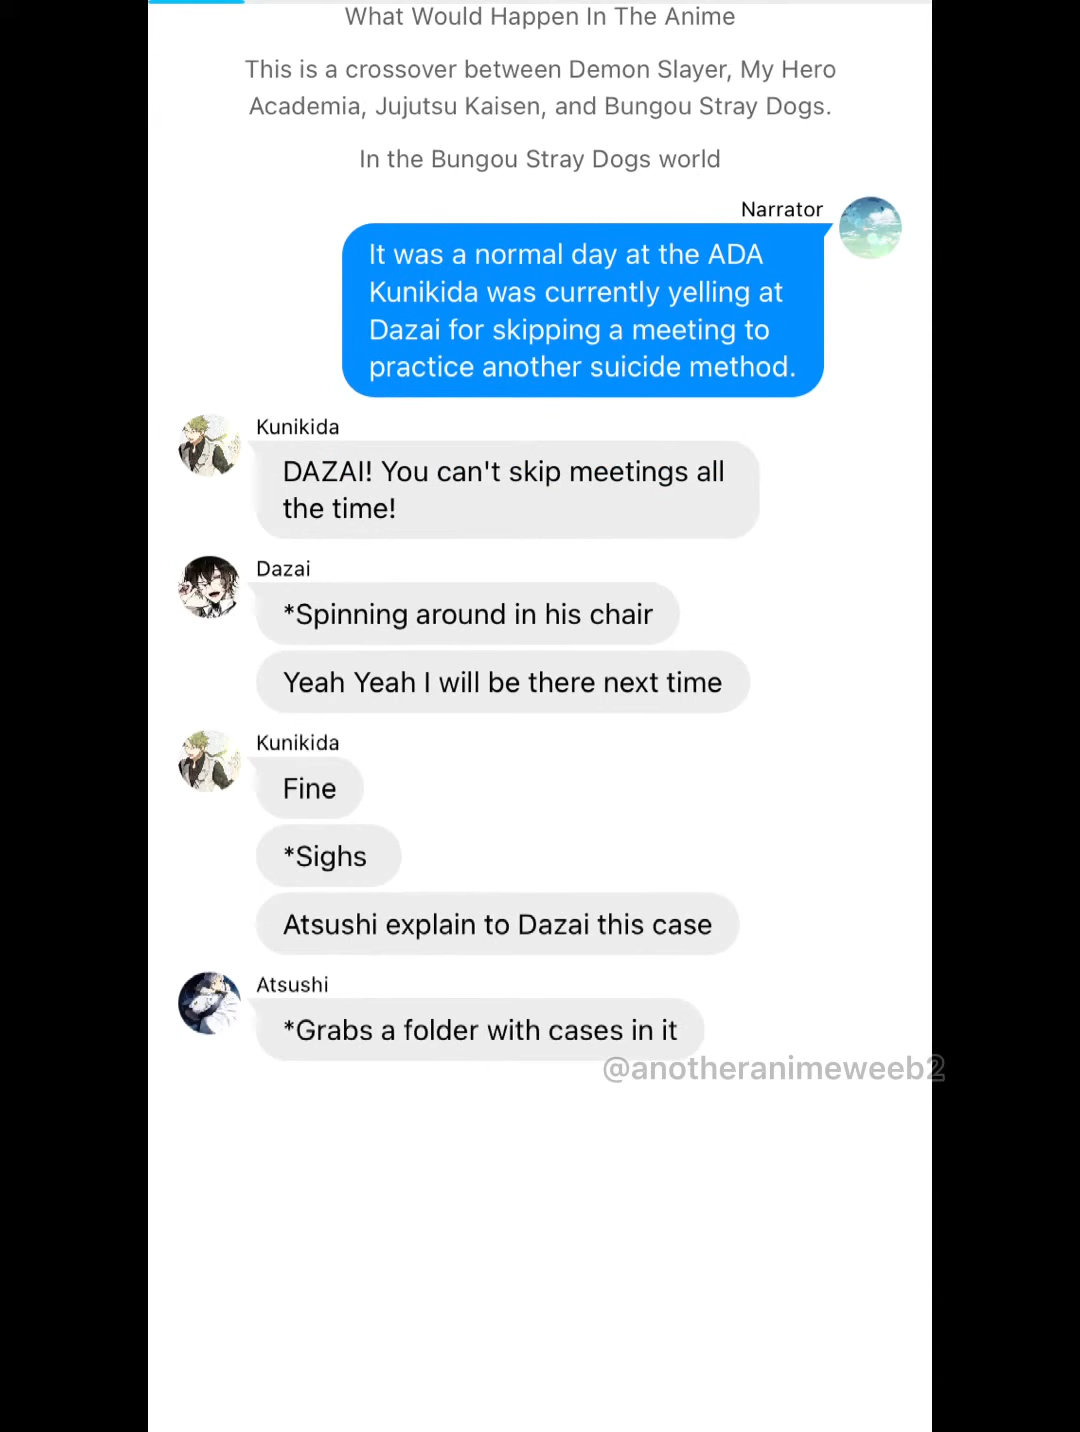 What Would Happen In The Anime
This is a crossover between Demon Slayer, My Hero
Academia, Jujutsu Kaisen, and Bungou Stray Dogs.
In the Bungou Stray Dogs world
Narrator
It was a normal day at the ADA
Kunikida was currently yelling at
Dazai for skipping a meeting to
practice another suicide method.
Kunikida
DAZAI! You can't skip meetings all
the time!
Dazai
*Spinning around in his chair
Yeah Yeah I will be there next time
Kunikida
Fine
*Sighs
Atsushi explain to Dazai this case
Atsushi
*Grabs a folder with cases in it
@anotheranimeweeb2